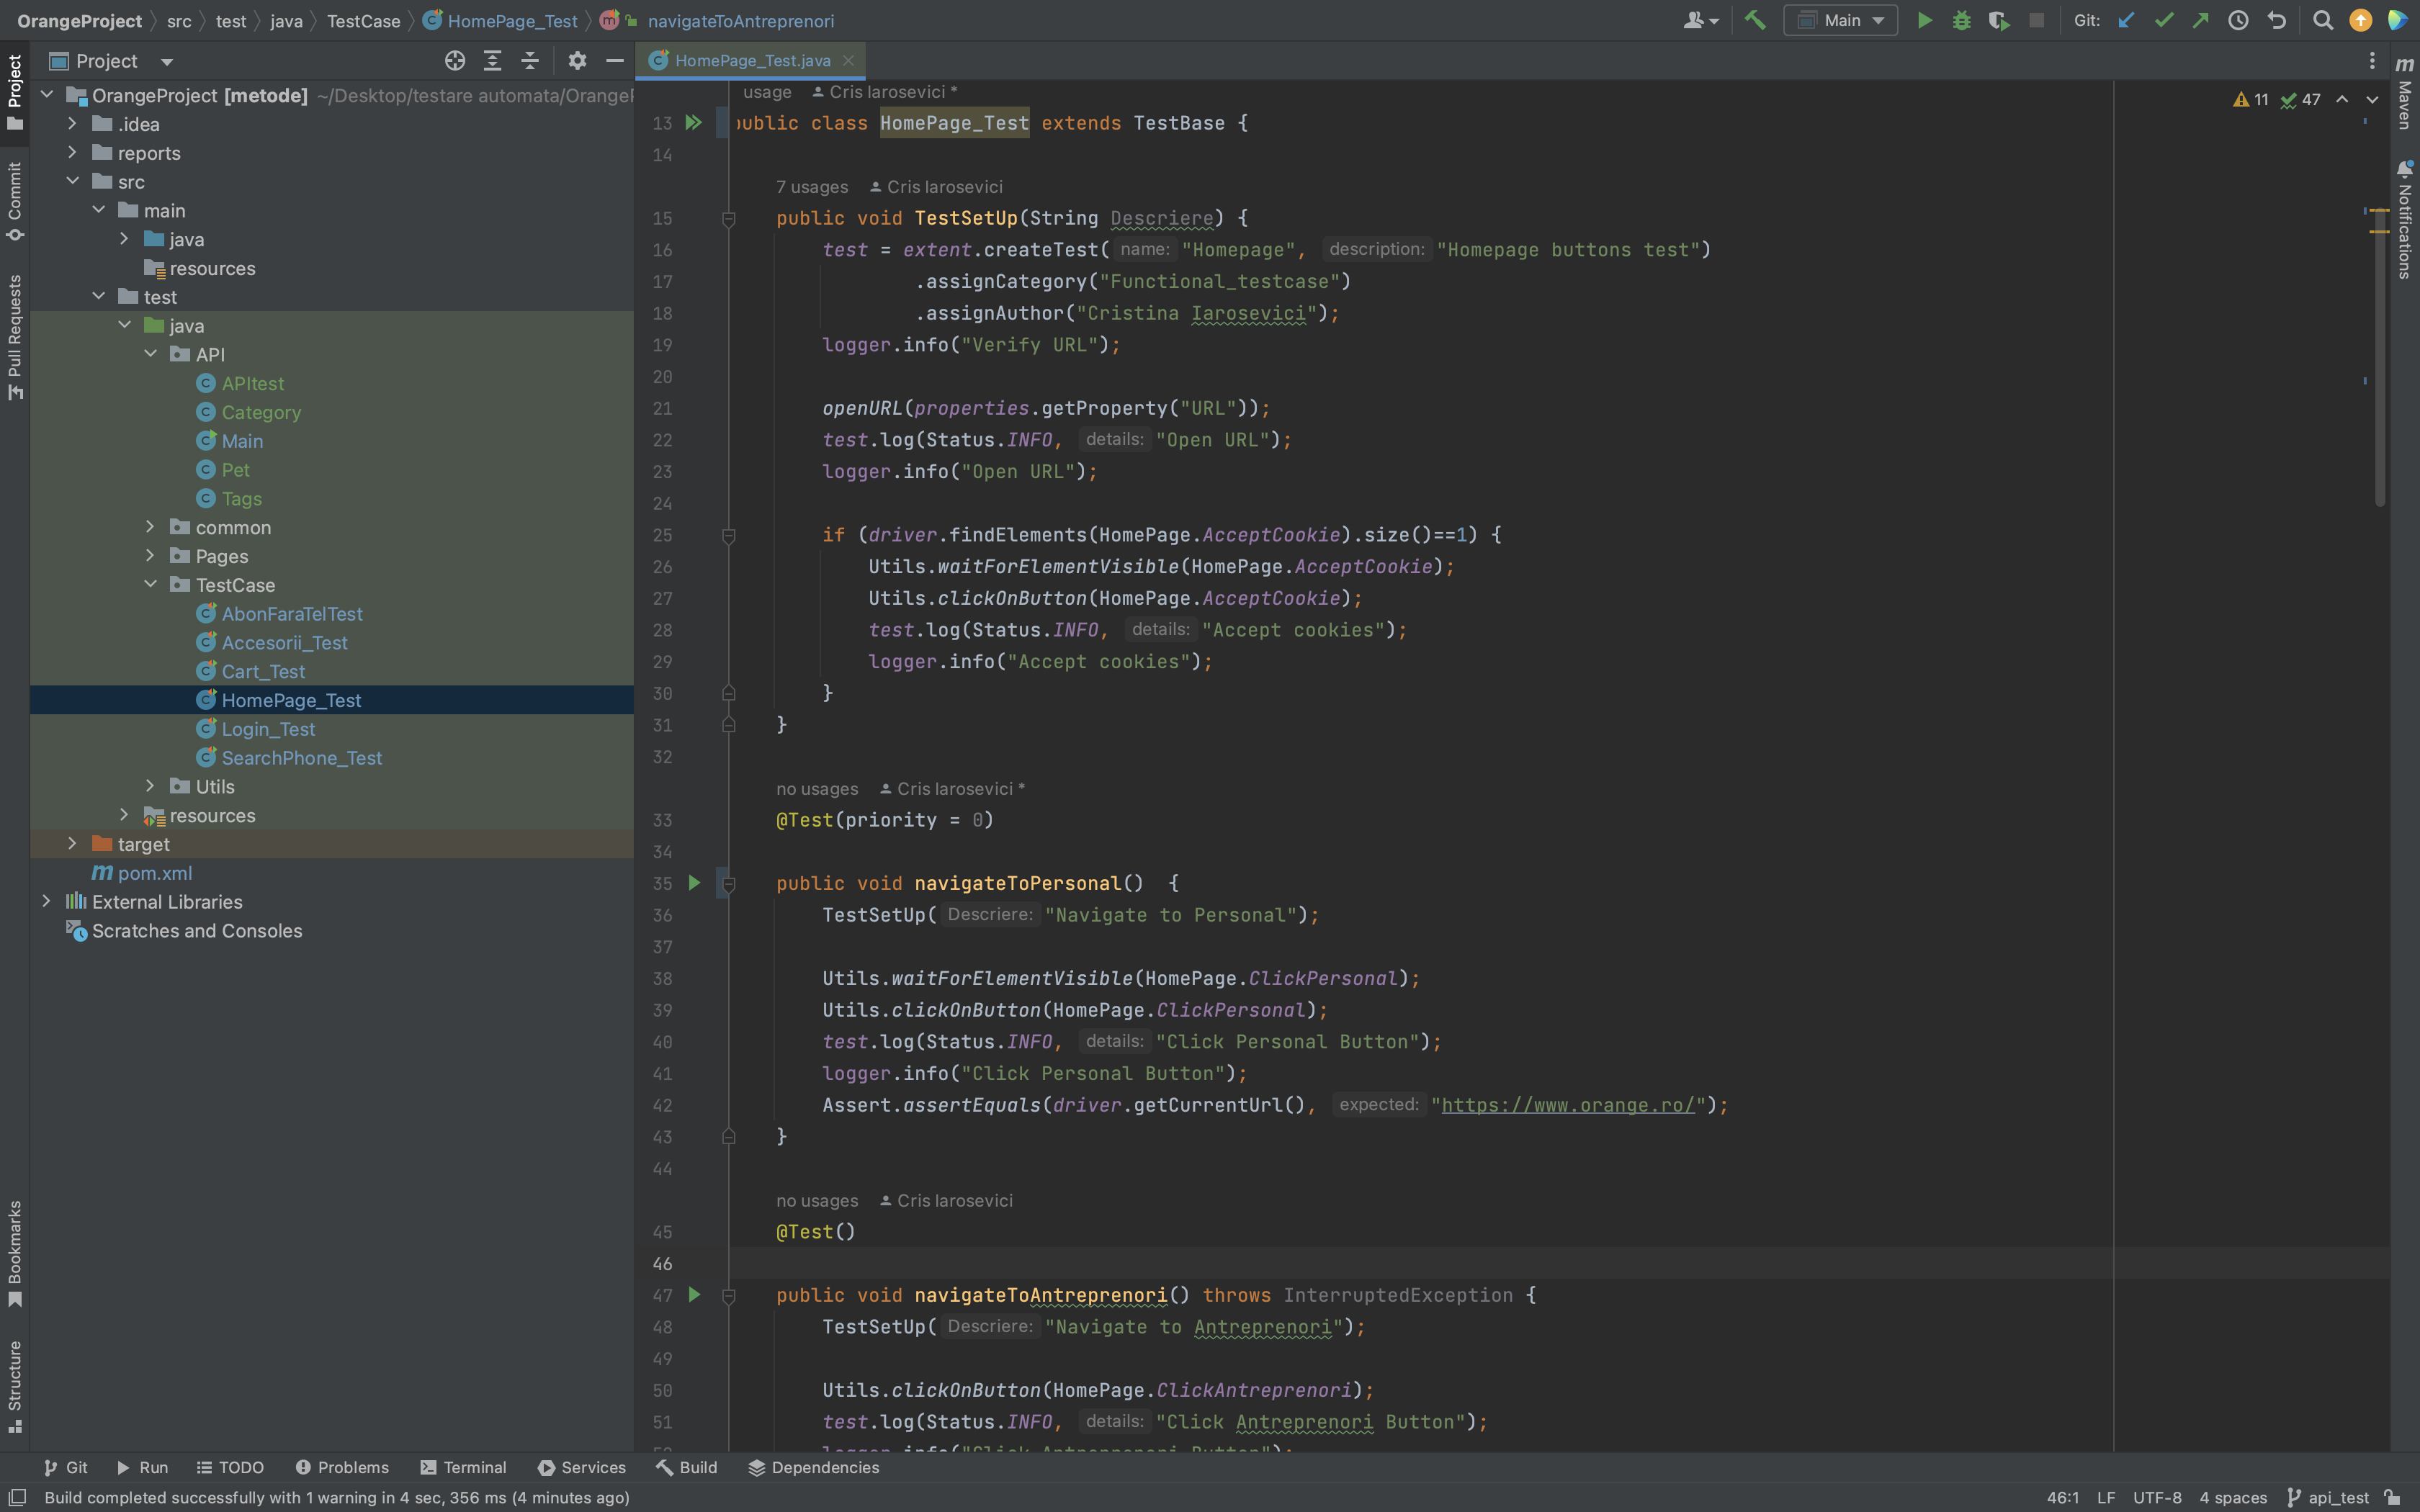 OrangeProject src test java TestCase HomePage_Test navigateToAntreprenori
Main Git:
Project
HomePage_Test.java
Project
Commit
Pull Requests
Bookmarks
Structure
OrangeProject [metode] ~/Desktop/testare automata/OrangeP
.idea
reports
src
main
java
resources
test
java
API
APItest
Category
Main
Pet
Tags
common
Pages
TestCase
AbonFaraTelTest
Accesorii_Test
Cart_Test
HomePage_Test
Login_Test
SearchPhone_Test
Utils
resources
target
pom.xml
External Libraries
Scratches and Consoles
usage Cris Iarosevici *
11 47
13 public class HomePage_Test extends TestBase {
14
7 usages Cris Iarosevici
15 public void TestSetUp(String Descriere) {
16 test = extent.createTest( name: "Homepage", description: "Homepage buttons test")
17 .assignCategory("Functional_testcase")
18 .assignAuthor("Cristina Iarosevici");
19 logger.info("Verify URL");
20
21 openURL(properties.getProperty("URL"));
22 test.log(Status.INFO, details: "Open URL");
23 logger.info("Open URL");
24
25 if (driver.findElements(HomePage.AcceptCookie).size()==1) {
26 Utils.waitForElementVisible(HomePage.AcceptCookie);
27 Utils.clickOnButton(HomePage.AcceptCookie);
28 test.log(Status.INFO, details: "Accept cookies");
29 logger.info("Accept cookies");
30 }
31 }
32
no usages Cris Iarosevici *
33 @Test(priority = 0)
34
35 public void navigateToPersonal() {
36 TestSetUp( Descriere: "Navigate to Personal");
37
38 Utils.waitForElementVisible(HomePage.ClickPersonal);
39 Utils.clickOnButton(HomePage.ClickPersonal);
40 test.log(Status.INFO, details: "Click Personal Button");
41 logger.info("Click Personal Button");
42 Assert.assertEquals(driver.getCurrentUrl(), expected: "https://www.orange.ro/");
43 }
44
no usages Cris Iarosevici
45 @Test()
46
47 public void navigateToAntreprenori() throws InterruptedException {
48 TestSetUp( Descriere: "Navigate to Antreprenori");
49
50 Utils.clickOnButton(HomePage.ClickAntreprenori);
51 test.log(Status.INFO, details: "Click Antreprenori Button");
52 logger.info("Click Antreprenori Button");
m Maven
Notifications
Git Run TODO Problems Terminal Services Build Dependencies
Build completed successfully with 1 warning in 4 sec, 356 ms (4 minutes ago)
46:1 LF UTF-8 4 spaces api_test